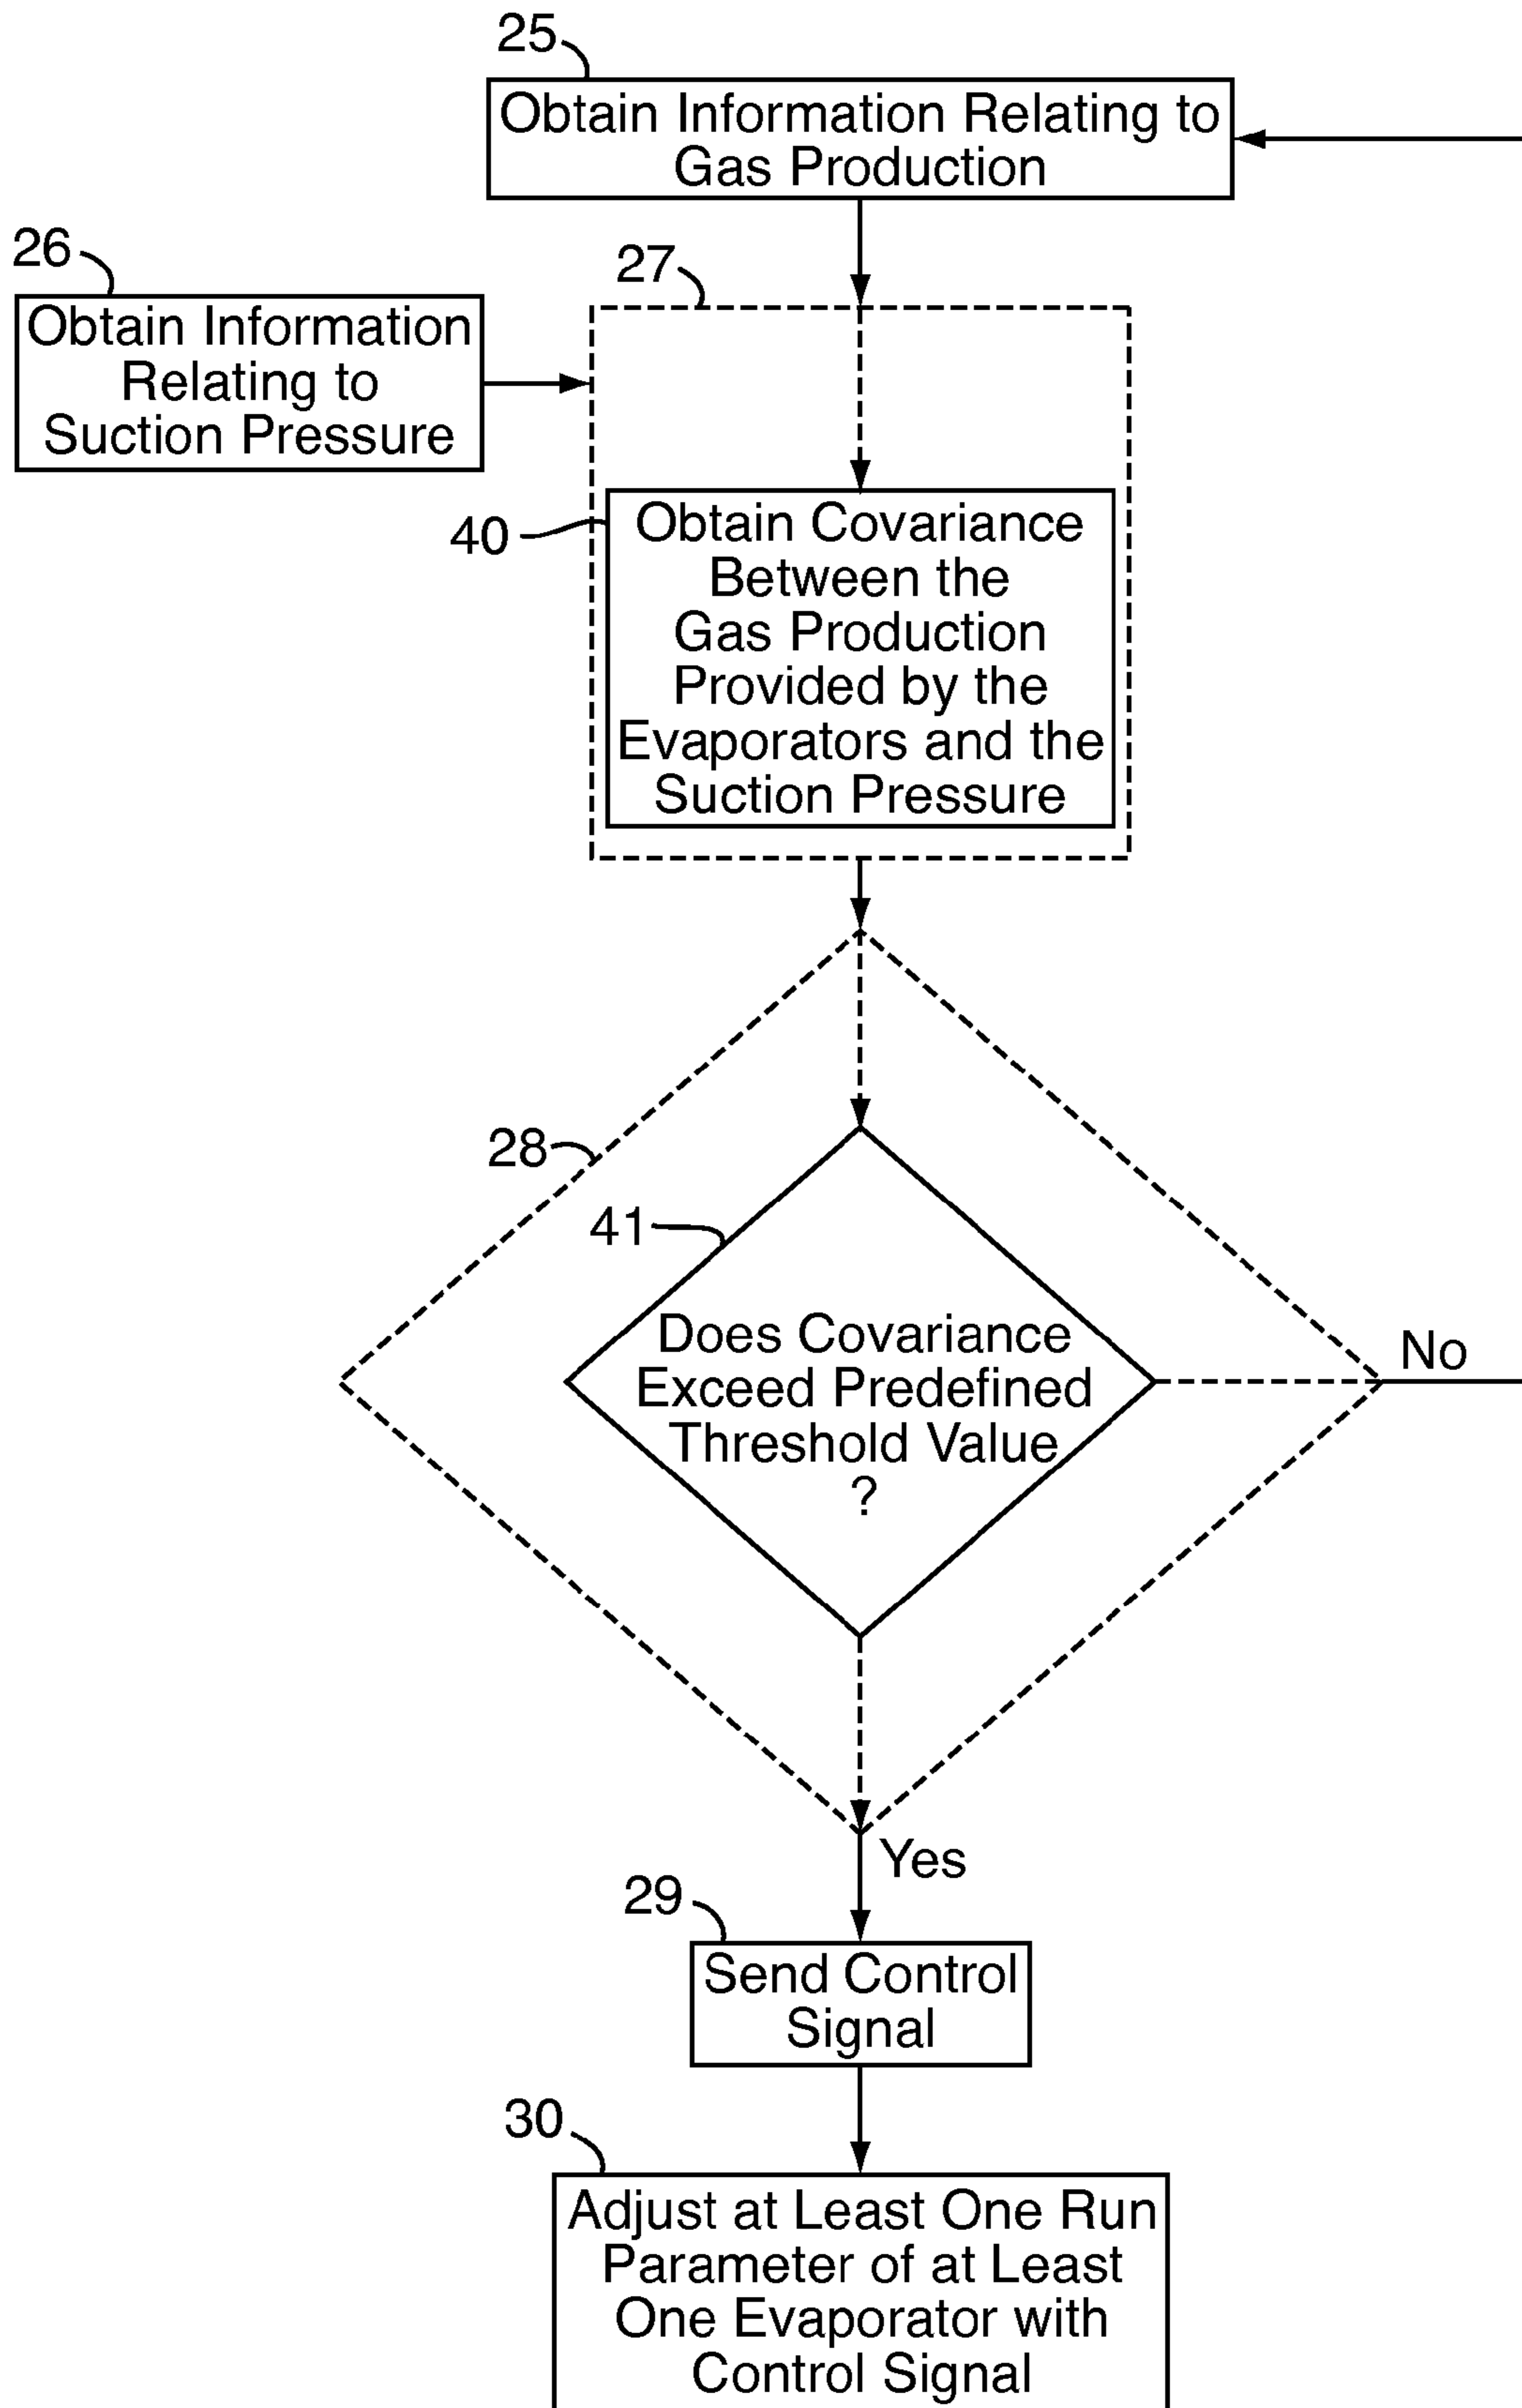 25
Obtain Information Relating to
Gas Production
26
Obtain Information
Relating to
Suction Pressure
27
40
Obtain Covariance
Between the
Gas Production
Provided by the
Evaporators and the
Suction Pressure
28
41
Does Covariance
Exceed Predefined
Threshold Value
?
No
Yes
29
Send Control
Signal
30
Adjust at Least One Run
Parameter of at Least
One Evaporator with
Control Signal